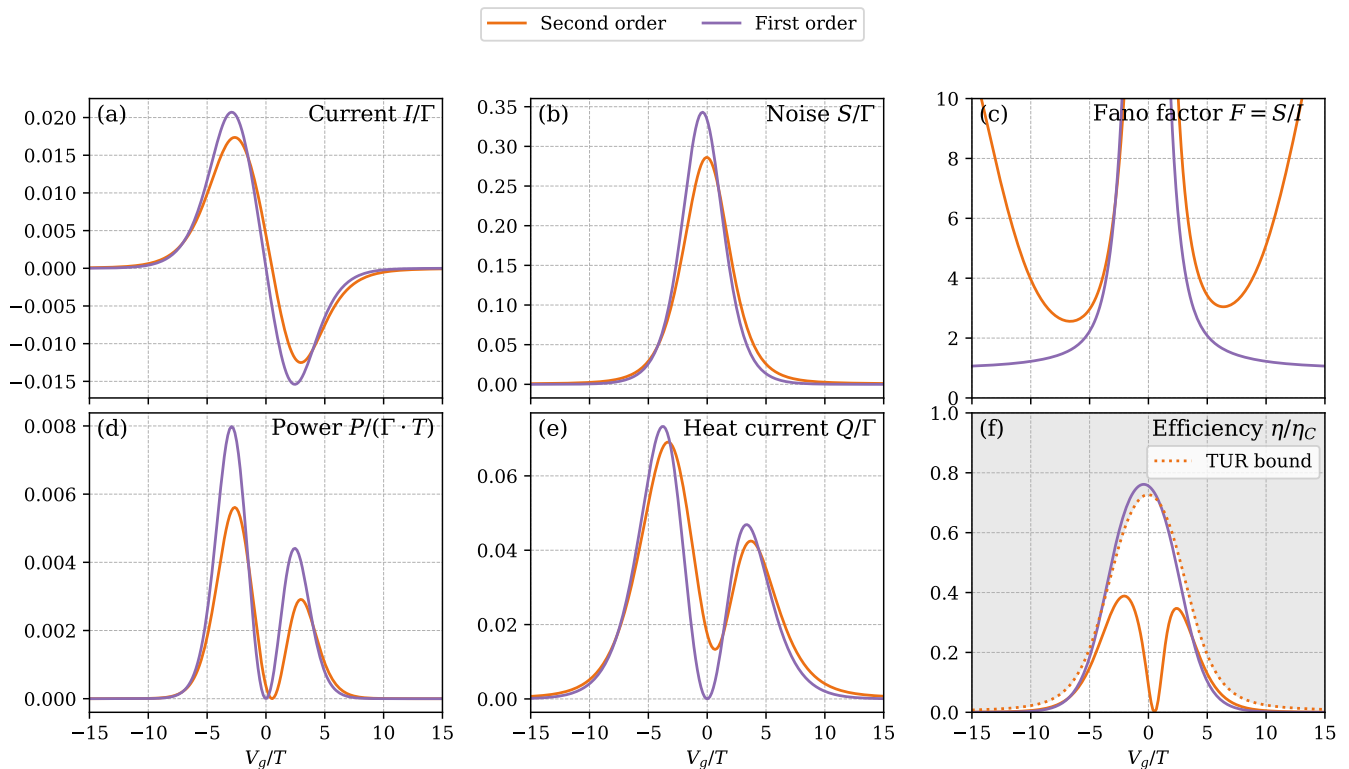 Second order
First order
(a)
Current I/Γ
0.020
0.015
0.010
0.005
0.000
−0.005
−0.010
−0.015
(b)
Noise S/Γ
0.35
0.30
0.25
0.20
0.15
0.10
0.05
0.00
(c)
Fano factor F = S/I
10
8
6
4
2
0
(d)
Power P/(Γ · T)
0.008
0.006
0.004
0.002
0.000
−15 −10 −5 0 5 10 15
V_g/T
(e)
Heat current Q/Γ
0.06
0.04
0.02
0.00
−15 −10 −5 0 5 10 15
V_g/T
(f)
Efficiency η/η_C
TUR bound
1.0
0.8
0.6
0.4
0.2
0.0
−15 −10 −5 0 5 10 15
V_g/T